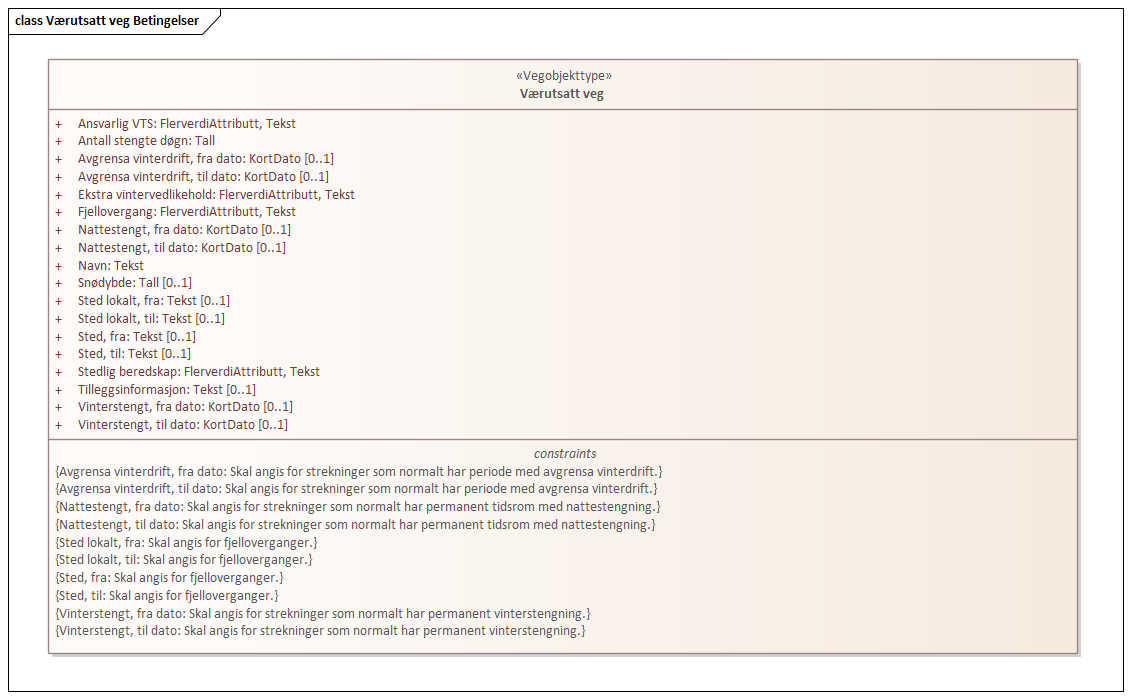 class Værutsatt veg Betingelser
«Vegobjekttype»
Værutsatt veg
+ Ansvarlig VTS: FlerverdiAttributt, Tekst
+ Antall stengte døgn: Tall
+ Avgrensa vinterdrift, fra dato: KortDato [0..1]
+ Avgrensa vinterdrift, til dato: KortDato [0..1]
+ Ekstra vintervedlikehold: FlerverdiAttributt, Tekst
+ Fjellovergang: FlerverdiAttributt, Tekst
+ Nattestengt, fra dato: KortDato [0..1]
+ Nattestengt, til dato: KortDato [0..1]
+ Navn: Tekst
+ Snødybde: Tall [0..1]
+ Sted lokalt, fra: Tekst [0..1]
+ Sted lokalt, til: Tekst [0..1]
+ Sted, fra: Tekst [0..1]
+ Sted, til: Tekst [0..1]
+ Stedlig beredskap: FlerverdiAttributt, Tekst
+ Tilleggsinformasjon: Tekst [0..1]
+ Vinterstengt, fra dato: KortDato [0..1]
+ Vinterstengt, til dato: KortDato [0..1]
constraints
{Avgrensa vinterdrift, fra dato: Skal angis for strekninger som normalt har periode med avgrensa vinterdrift.}
{Avgrensa vinterdrift, til dato: Skal angis for strekninger som normalt har periode med avgrensa vinterdrift.}
{Nattestengt, fra dato: Skal angis for strekninger som normalt har permanent tidsrom med nattestengning.}
{Nattestengt, til dato: Skal angis for strekninger som normalt har permanent tidsrom med nattestengning.}
{Sted lokalt, fra: Skal angis for fjelloverganger.}
{Sted lokalt, til: Skal angis for fjelloverganger.}
{Sted, fra: Skal angis for fjelloverganger.}
{Sted, til: Skal angis for fjelloverganger.}
{Vinterstengt, fra dato: Skal angis for strekninger som normalt har permanent vinterstengning.}
{Vinterstengt, til dato: Skal angis for strekninger som normalt har permanent vinterstengning.}